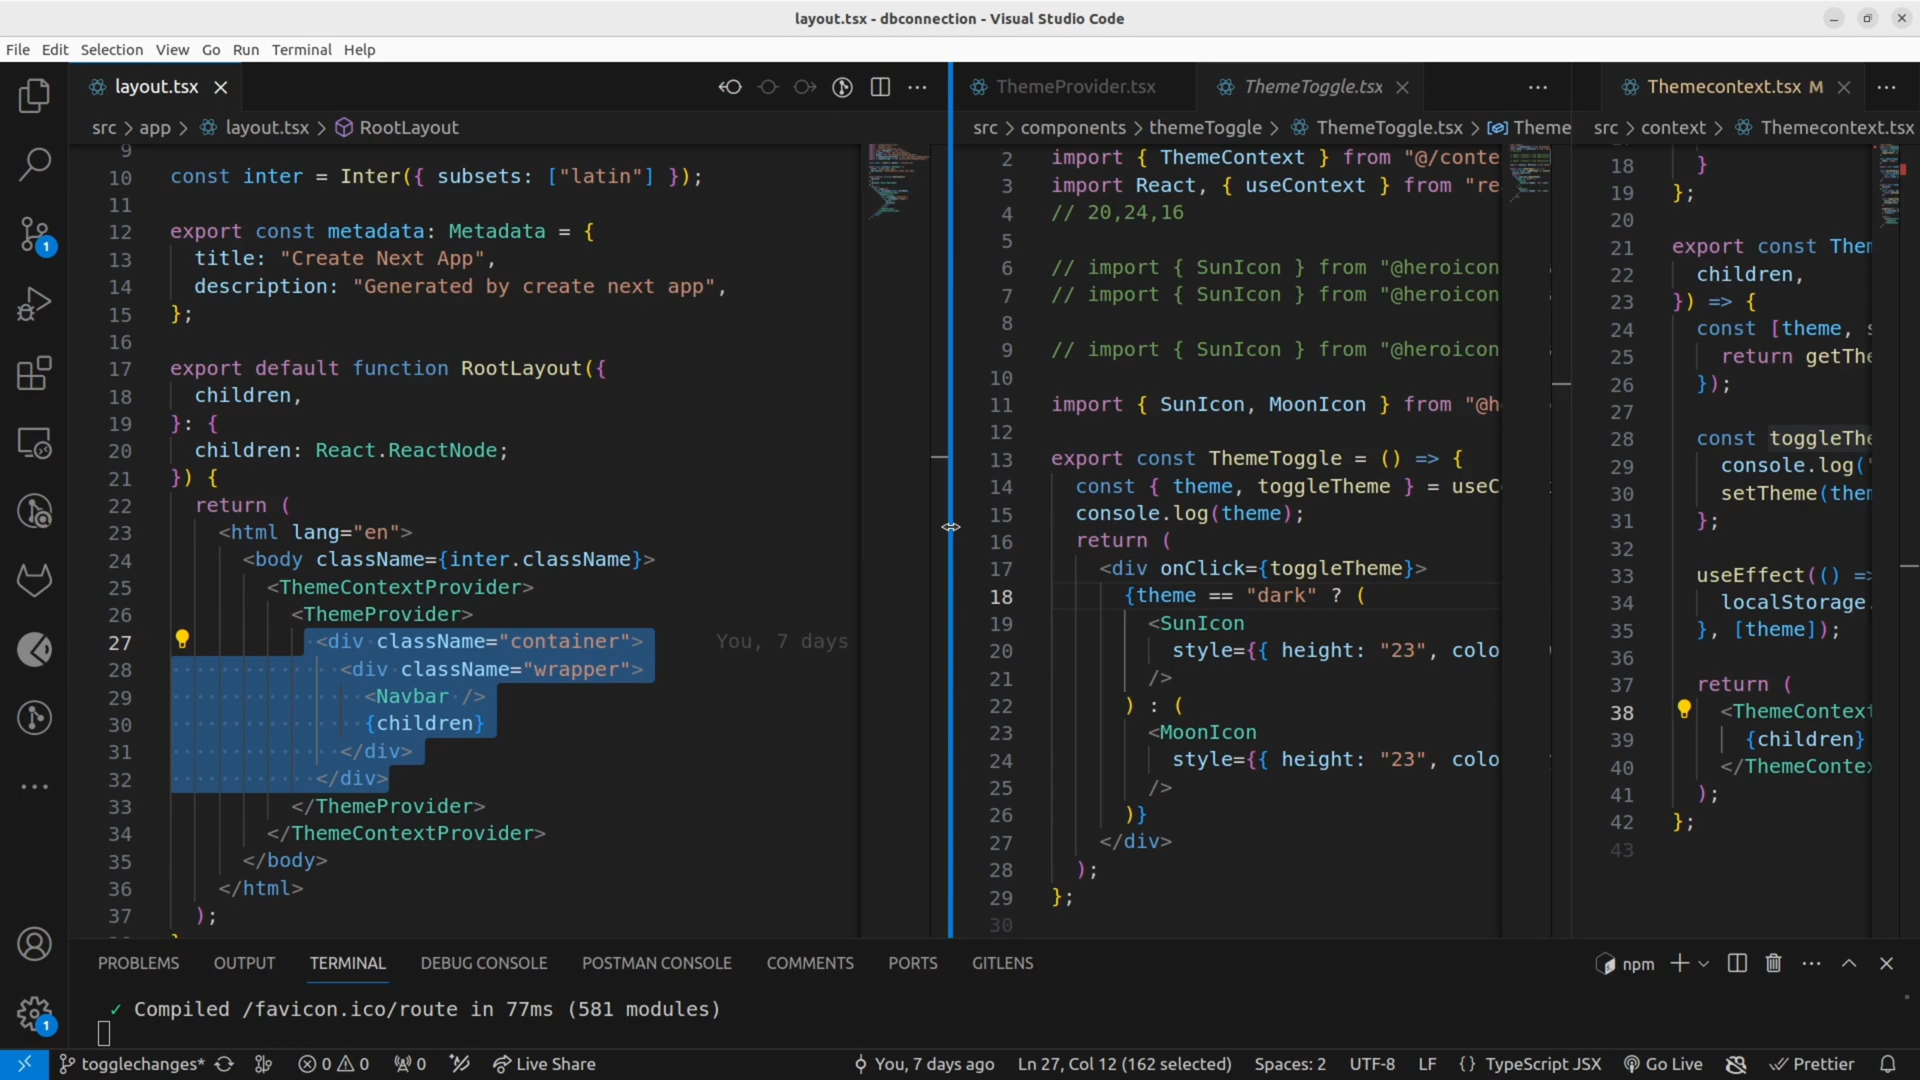 layout.tsx - dbconnection - Visual Studio Code
File Edit Selection View Go Run Terminal Help
layout.tsx
src > app > layout.tsx > RootLayout
9
10 const inter = Inter({ subsets: ["latin"] });
11
12 export const metadata: Metadata = {
13 title: "Create Next App",
14 description: "Generated by create next app",
15 };
16
17 export default function RootLayout({
18 children,
19 }: {
20 children: React.ReactNode;
21 }) {
22 return (
23 <html lang="en">
24 <body className={inter.className}>
25 <ThemeContextProvider>
26 <ThemeProvider>
27 <div className="container"> You, 7 days
28 <div className="wrapper">
29 <Navbar />
30 {children}
31 </div>
32 </div>
33 </ThemeProvider>
34 </ThemeContextProvider>
35 </body>
36 </html>
37 );
ThemeProvider.tsx ThemeToggle.tsx
src > components > themeToggle > ThemeToggle.tsx > Theme
2 import { ThemeContext } from "@/conte
3 import React, { useContext } from "re
4 // 20,24,16
5
6 // import { SunIcon } from "@heroicon
7 // import { SunIcon } from "@heroicon
8
9 // import { SunIcon } from "@heroicon
10
11 import { SunIcon, MoonIcon } from "@h
12
13 export const ThemeToggle = () => {
14 const { theme, toggleTheme } = useC
15 console.log(theme);
16 return (
17 <div onClick={toggleTheme}>
18 {theme == "dark" ? (
19 <SunIcon
20 style={{ height: "23", colo
21 />
22 ) : (
23 <MoonIcon
24 style={{ height: "23", colo
25 />
26 )}
27 </div>
28 );
29 };
30
Themecontext.tsx M
src > context > Themecontext.tsx
18 }
19 };
20
21 export const Them
22 children,
23 }) => {
24 const [theme, s
25 return getThe
26 });
27
28 const toggleThe
29 console.log('
30 setTheme(them
31 };
32
33 useEffect(() =>
34 localStorage.
35 }, [theme]);
36
37 return (
38 <ThemeContext
39 {children}
40 </ThemeContex
41 );
42 };
43
PROBLEMS OUTPUT TERMINAL DEBUG CONSOLE POSTMAN CONSOLE COMMENTS PORTS GITLENS
npm
✓ Compiled /favicon.ico/route in 77ms (581 modules)
1
1
togglechanges* 0 0 0 Live Share You, 7 days ago Ln 27, Col 12 (162 selected) Spaces: 2 UTF-8 LF {} TypeScript JSX Go Live Prettier